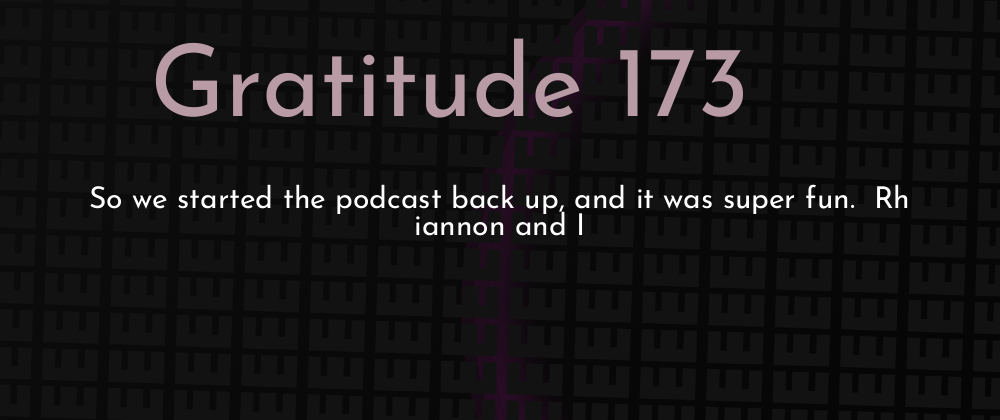 Gratitude 173
So we started the podcast back up, and it was super fun.  Rh
iannon and I